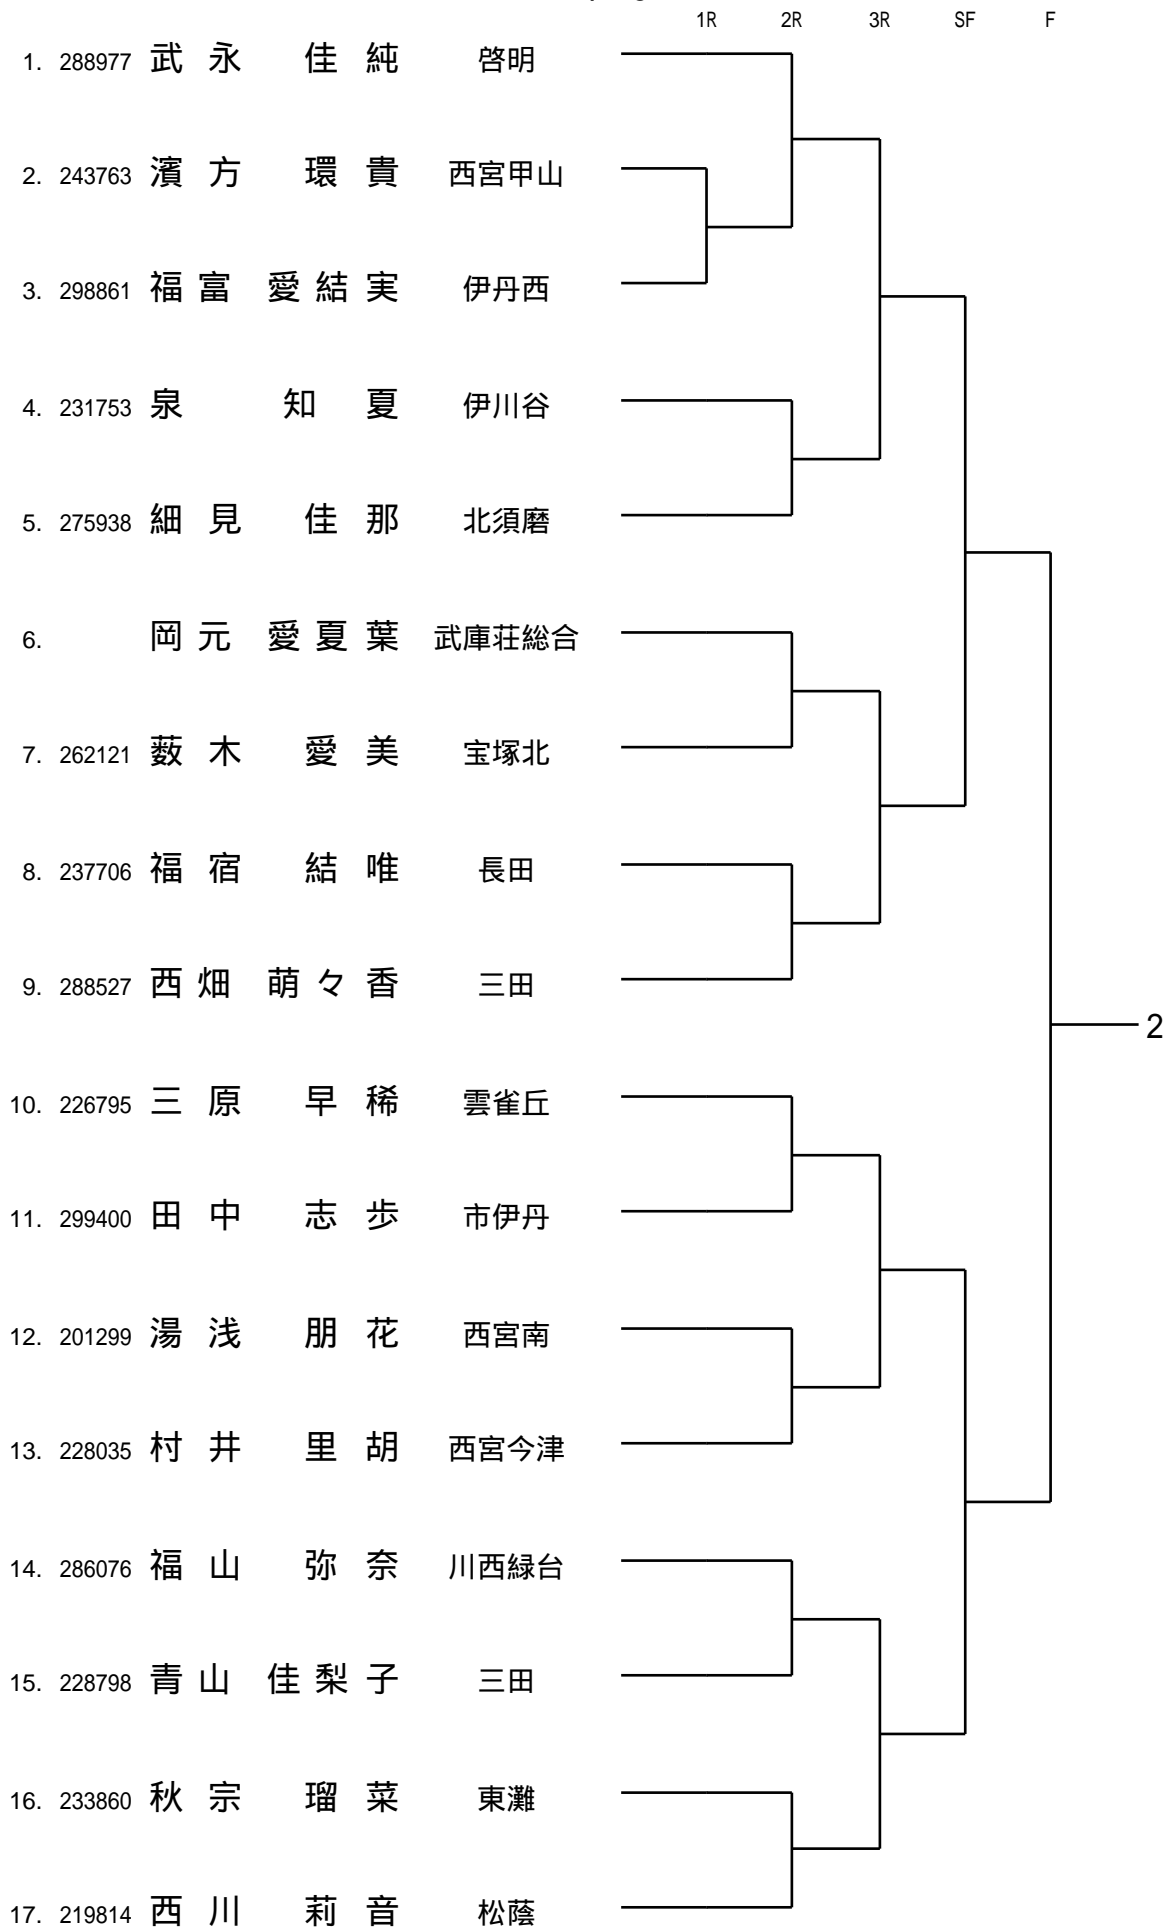 1R 2R 3R SF F
1. 288977 武永 佳純 啓明
2. 243763 濱方 環貴 西宮甲山
3. 298861 福富 愛結実 伊丹西
4. 231753 泉 知夏 伊川谷
5. 275938 細見 佳那 北須磨
6. 岡元 愛夏葉 武庫荘総合
7. 262121 薮木 愛美 宝塚北
8. 237706 福宿 結唯 長田
9. 288527 西畑 萌々香 三田
2
10. 226795 三原 早稀 雲雀丘
11. 299400 田中 志歩 市伊丹
12. 201299 湯浅 朋花 西宮南
13. 228035 村井 里胡 西宮今津
14. 286076 福山 弥奈 川西緑台
15. 228798 青山 佳梨子 三田
16. 233860 秋宗 瑠菜 東灘
17. 219814 西川 莉音 松蔭